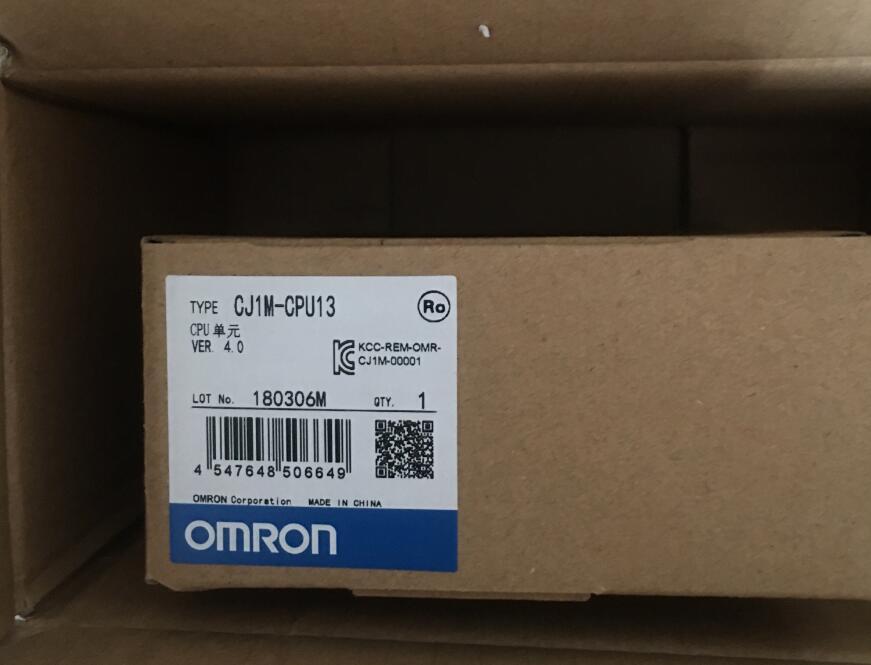 TYPE CJ1M-CPU13 Ro
CPU单元
VER. 4.0
KCC-REM-OMR-
CJ1M-00001
LOT No. 180306M QTY. 1
4 547648 506649
OMRON Corporation MADE IN CHINA
OMRON